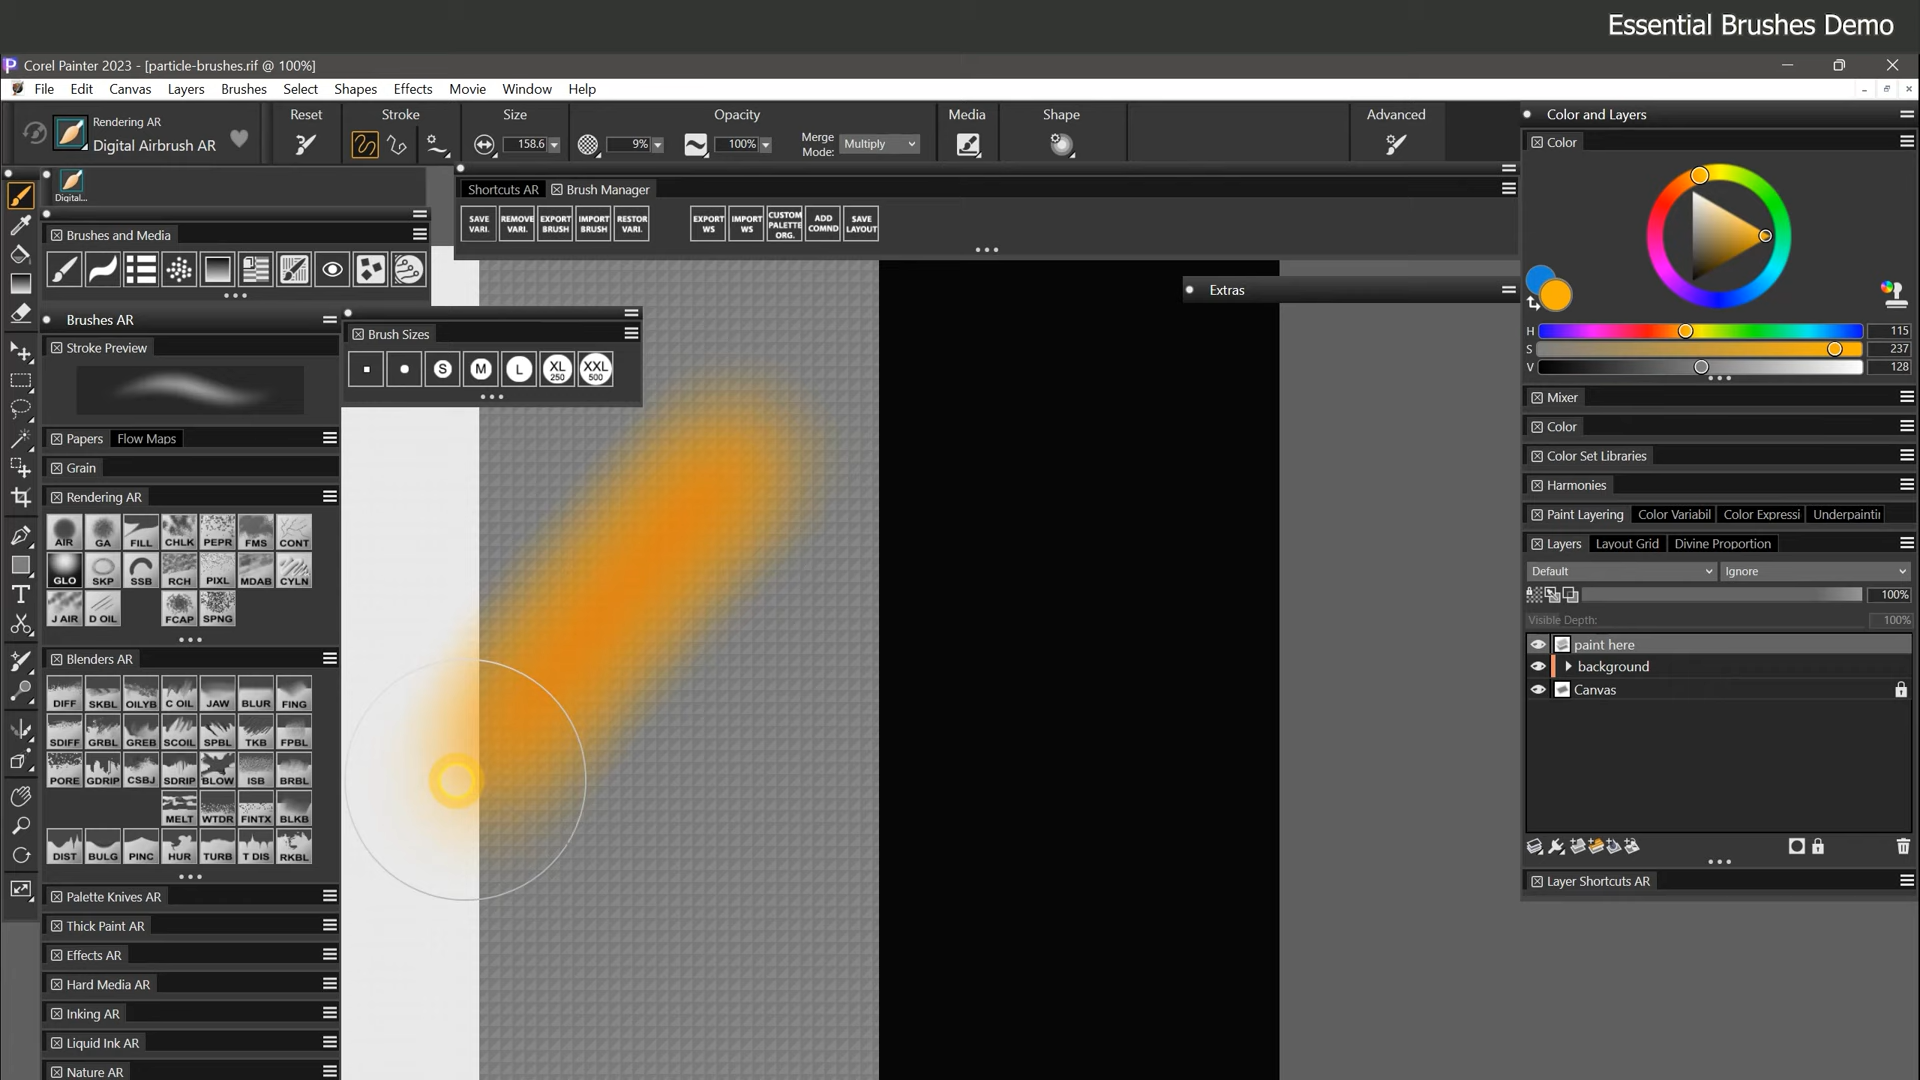 Essential Brushes Demo
Corel Painter 2023 - [particle-brushes.rif @ 100%]
File Edit Canvas Layers Brushes Select Shapes Effects Movie Window Help
Rendering AR
Digital Airbrush AR
Reset
Stroke
Size
158.6
9%
Opacity
100%
Merge
Mode:
Multiply
Media
Shape
Advanced
Digital...
Shortcuts AR Brush Manager
SAVE VARI. REMOVE VARI. EXPORT BRUSH IMPORT BRUSH RESTOR VARI. EXPORT WS IMPORT WS CUSTOM PALETTE ORG. ADD COMND SAVE LAYOUT
Brushes and Media
Brushes AR
Stroke Preview
Papers Flow Maps
Grain
Rendering AR
AIR GA FILL CHLK PEPR FMS CONT
GLO SKP SSB RCH PIXL MDAB CYLN
J AIR D OIL FCAP SPNG
Blenders AR
DIFF SKBL OILYB C OIL JAW BLUR FING
SDIFF GRBL GREB SCOIL SPBL TKB FPBL
PORE GDRIP CSBJ SDRIP BLOW ISB BRBL
MELT WTDR FINTX BLKB
DIST BULG PINC HUR TURB T DIS RKBL
Palette Knives AR
Thick Paint AR
Effects AR
Hard Media AR
Inking AR
Liquid Ink AR
Nature AR
Brush Sizes
S M L XL 250 XXL 500
Extras
Color and Layers
Color
H 115
S 237
V 128
Mixer
Color
Color Set Libraries
Harmonies
Paint Layering Color Variabil Color Expressi Underpaintin
Layers Layout Grid Divine Proportion
Default Ignore
100%
Visible Depth: 100%
paint here
background
Canvas
Layer Shortcuts AR